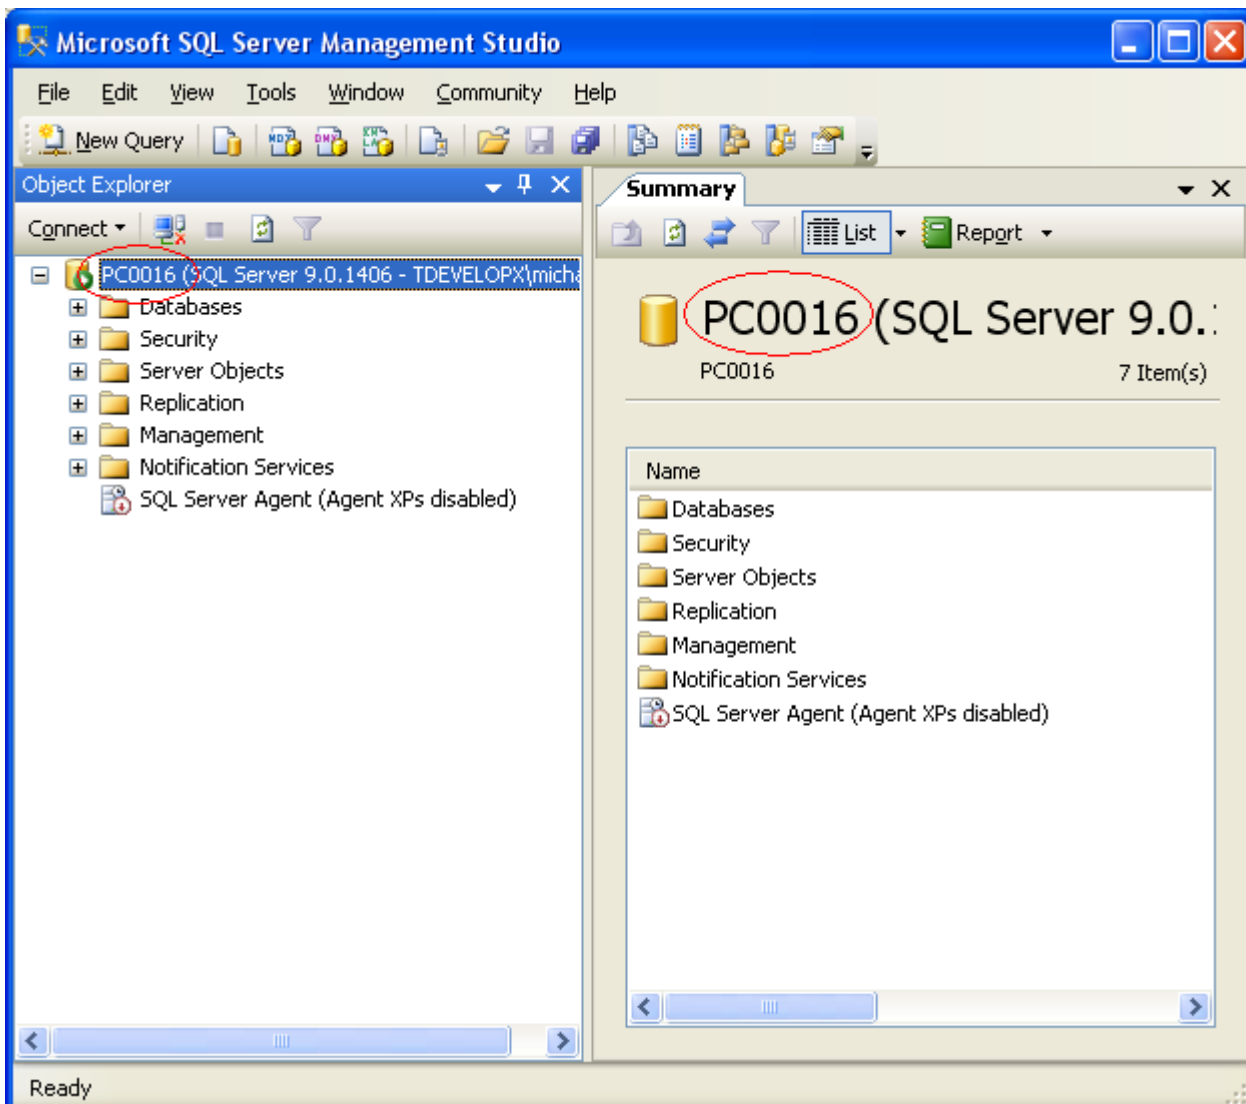 Microsoft SQL Server Management Studio
File Edit View Tools Window Community Help
New Query
Object Explorer
Connect
PC0016 (SQL Server 9.0.1406 - TDEVELOPX\micha
Databases
Security
Server Objects
Replication
Management
Notification Services
SQL Server Agent (Agent XPs disabled)
Summary
List Report
PC0016 (SQL Server 9.0.
PC0016 7 Item(s)
Name
Databases
Security
Server Objects
Replication
Management
Notification Services
SQL Server Agent (Agent XPs disabled)
Ready